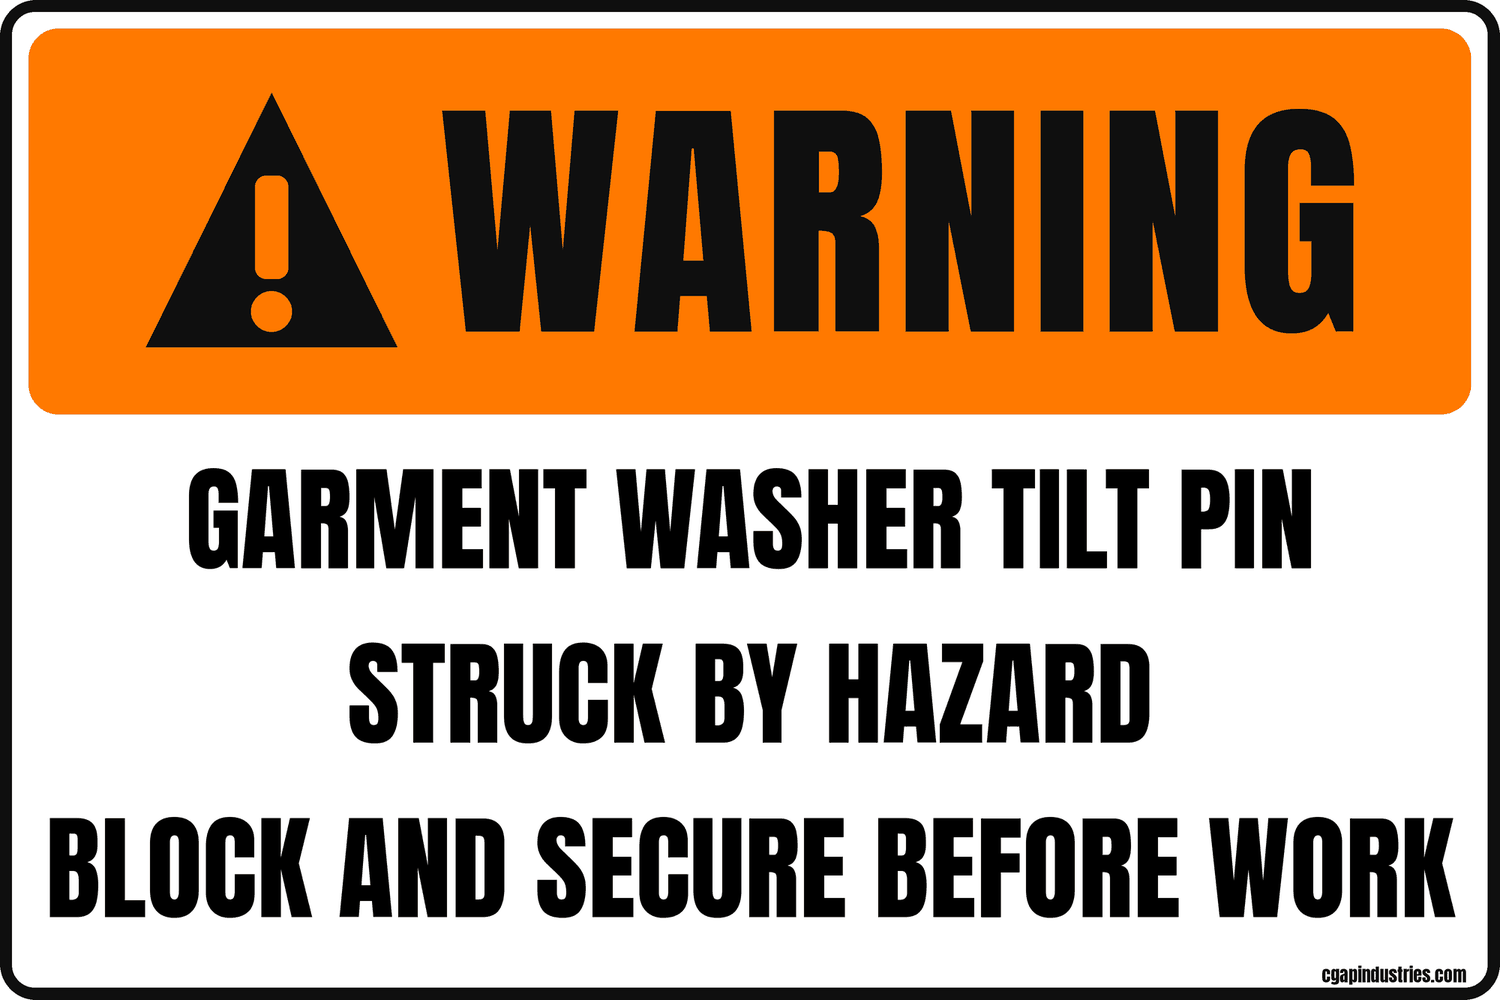 WARNING
GARMENT WASHER TILT PIN
STRUCK BY HAZARD
BLOCK AND SECURE BEFORE WORK
cgapindustries.com